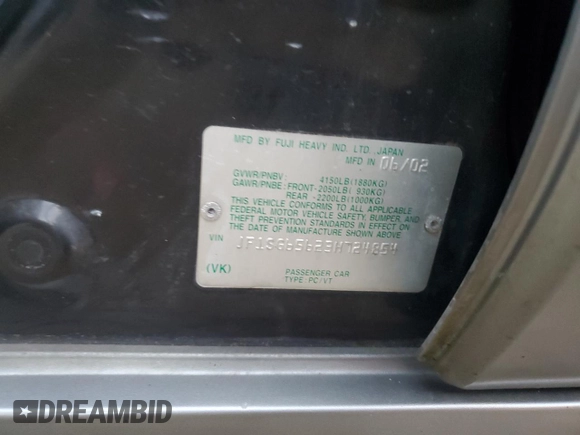 MFD BY FUJI HEAVY IND. LTD. JAPAN
MFD IN 06/02
GVWR/PNBV: 4150LB(1880KG)
GAWR/PNBE: FRONT-2050LB( 930KG)
REAR -2200LB(1000KG)
THIS VEHICLE CONFORMS TO ALL APPLICABLE
FEDERAL MOTOR VEHICLE SAFETY, BUMPER, AND
THEFT PREVENTION STANDARDS IN EFFECT ON
THE DATE OF MANUFACTURE SHOWN ABOVE.
VIN
(VK)
PASSENGER CAR
TYPE: PC/VT
DREAMBID